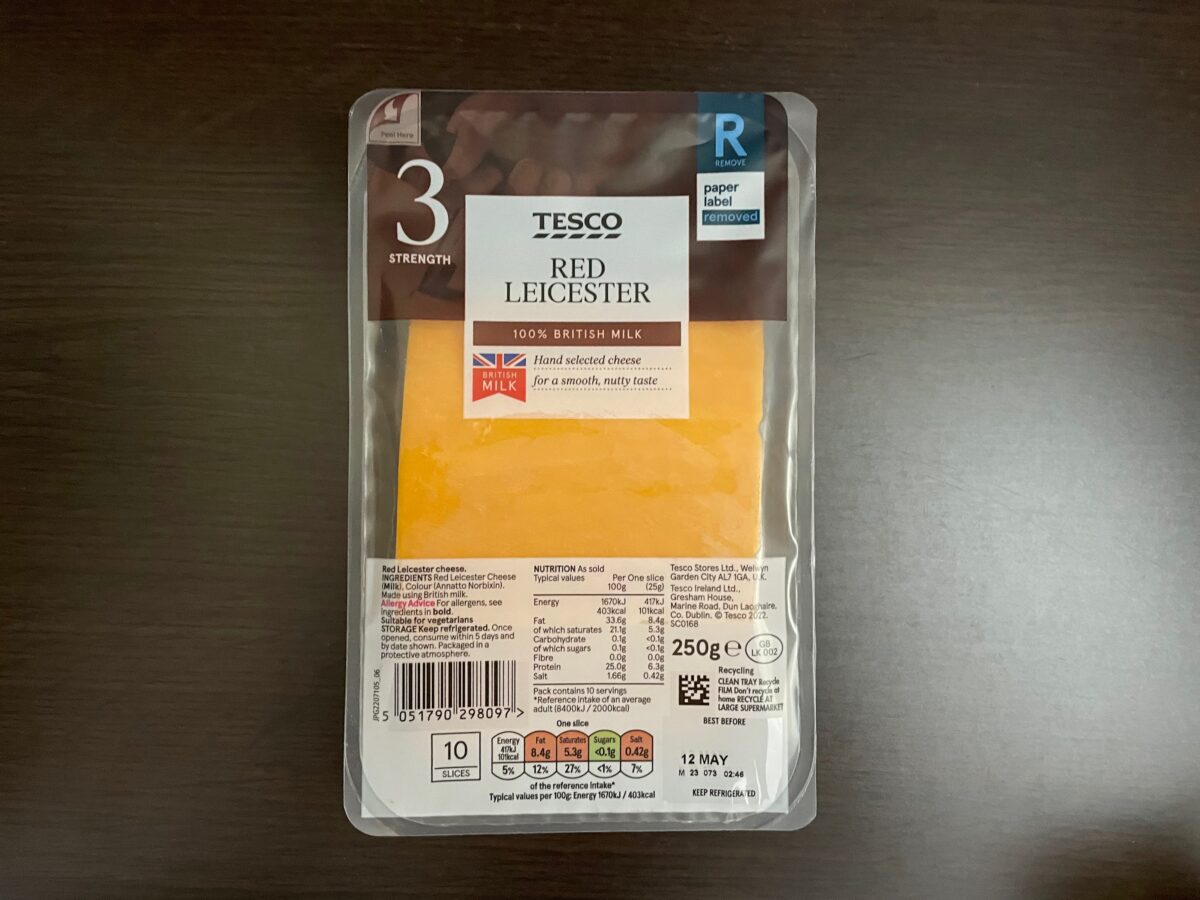 Peel Here
3
STRENGTH
R
REMOVE
paper
label
removed
TESCO
RED
LEICESTER
100% BRITISH MILK
BRITISH
MILK
Hand selected cheese
for a smooth, nutty taste
Red Leicester cheese.
INGREDIENTS Red Leicester Cheese
(Milk), Colour (Annatto Norbixin).
Made using British milk.
Allergy Advice For allergens, see
ingredients in bold.
Suitable for vegetarians
STORAGE Keep refrigerated. Once
opened, consume within 5 days and
by date shown. Packaged in a
protective atmosphere.
JPG2207105_06
5 051790 298097 >
10
SLICES
NUTRITION As sold
Typical values Per 100g One slice (25g)
Energy 1670kJ 417kJ
403kcal 101kcal
Fat 33.6g 8.4g
of which saturates 21.1g 5.3g
Carbohydrate 0.1g <0.1g
of which sugars 0.1g <0.1g
Fibre 0.0g 0.0g
Protein 25.0g 6.3g
Salt 1.66g 0.42g
Pack contains 10 servings
*Reference intake of an average
adult (8400kJ / 2000kcal)
One slice
Energy Fat Saturates Sugars Salt
417kJ
101kcal 8.4g 5.3g <0.1g 0.42g
5% 12% 27% <1% 7%
of the reference intake*
Typical values per 100g: Energy 1670kJ / 403kcal
Tesco Stores Ltd., Welwyn
Garden City AL7 1GA, U.K.
Tesco Ireland Ltd.,
Gresham House,
Marine Road, Dun Laoghaire,
Co. Dublin. © Tesco 2022.
SC0168
250g e
GB
LK 002
Recycling
CLEAN TRAY Recycle
FILM Don't recycle at
home RECYCLE AT
LARGE SUPERMARKET
BEST BEFORE
12 MAY
M 23 073 02:46
KEEP REFRIGERATED